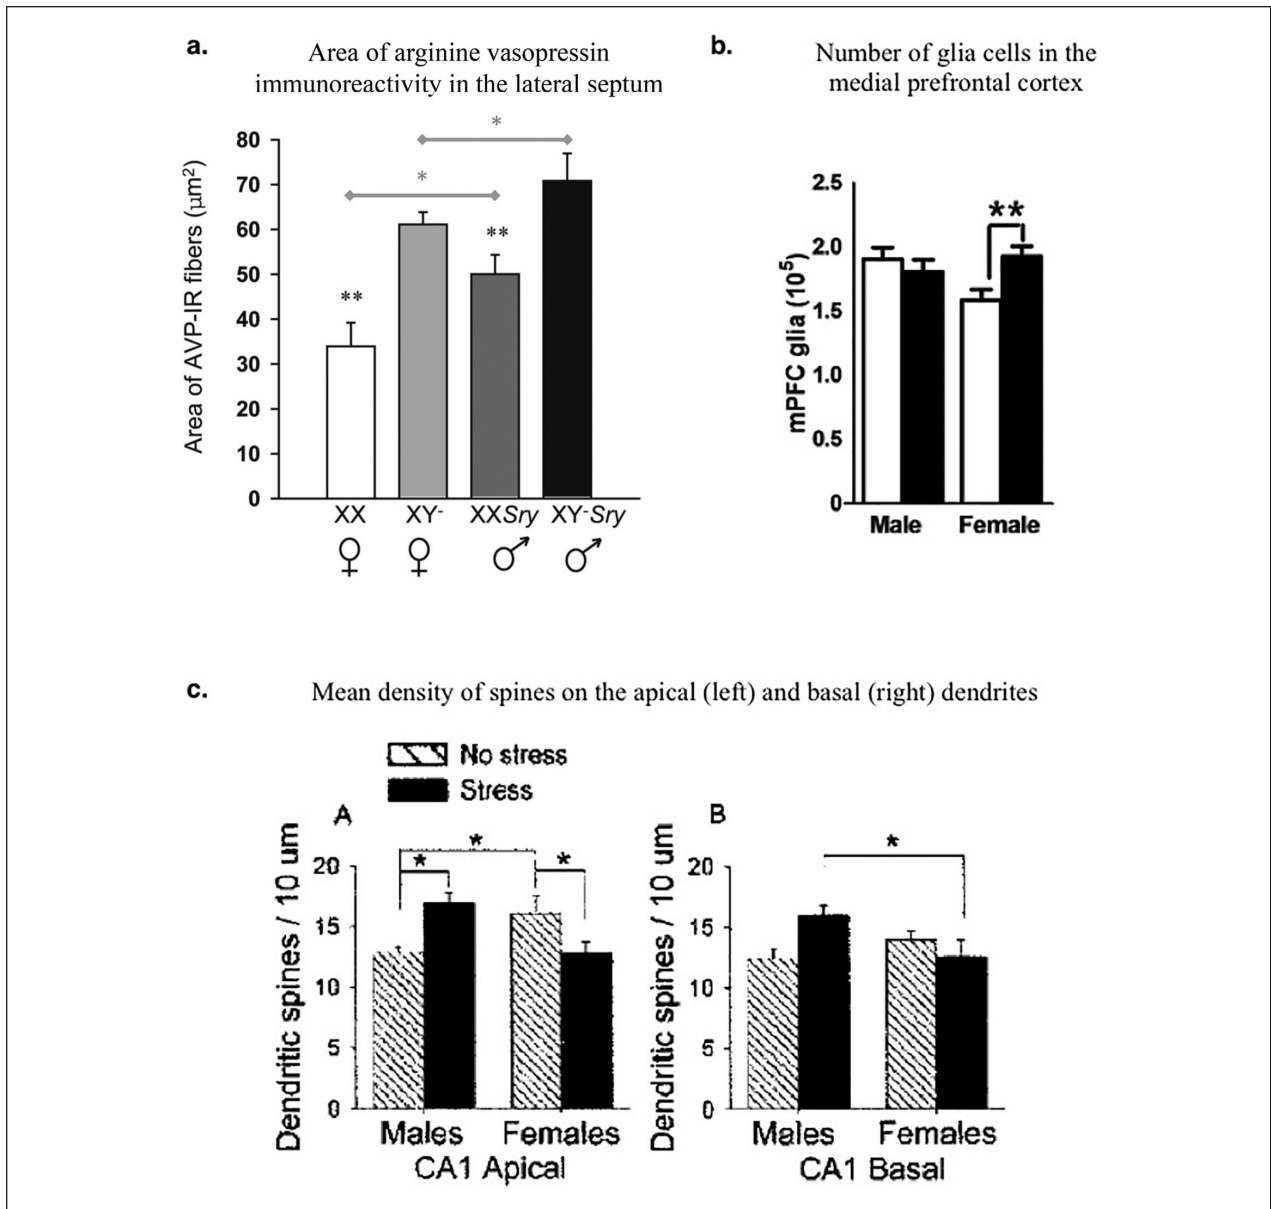 a.
Area of arginine vasopressin
immunoreactivity in the lateral septum
Area of AVP-IR fibers (μm²)
80
70
60
50
40
30
20
10
0
*
*
**
**
XX
XY⁻
XXSry
XY⁻Sry
♀
♀
♂
♂
b.
Number of glia cells in the
medial prefrontal cortex
mPFC glia (10⁵)
2.5
2.0
1.5
1.0
0.5
0
**
Male
Female
c.
Mean density of spines on the apical (left) and basal (right) dendrites
No stress
Stress
A
Dendritic spines / 10 um
20
15
10
5
0
*
*
*
Males
Females
CA1 Apical
B
Dendritic spines / 10 um
20
15
10
5
0
*
Males
Females
CA1 Basal